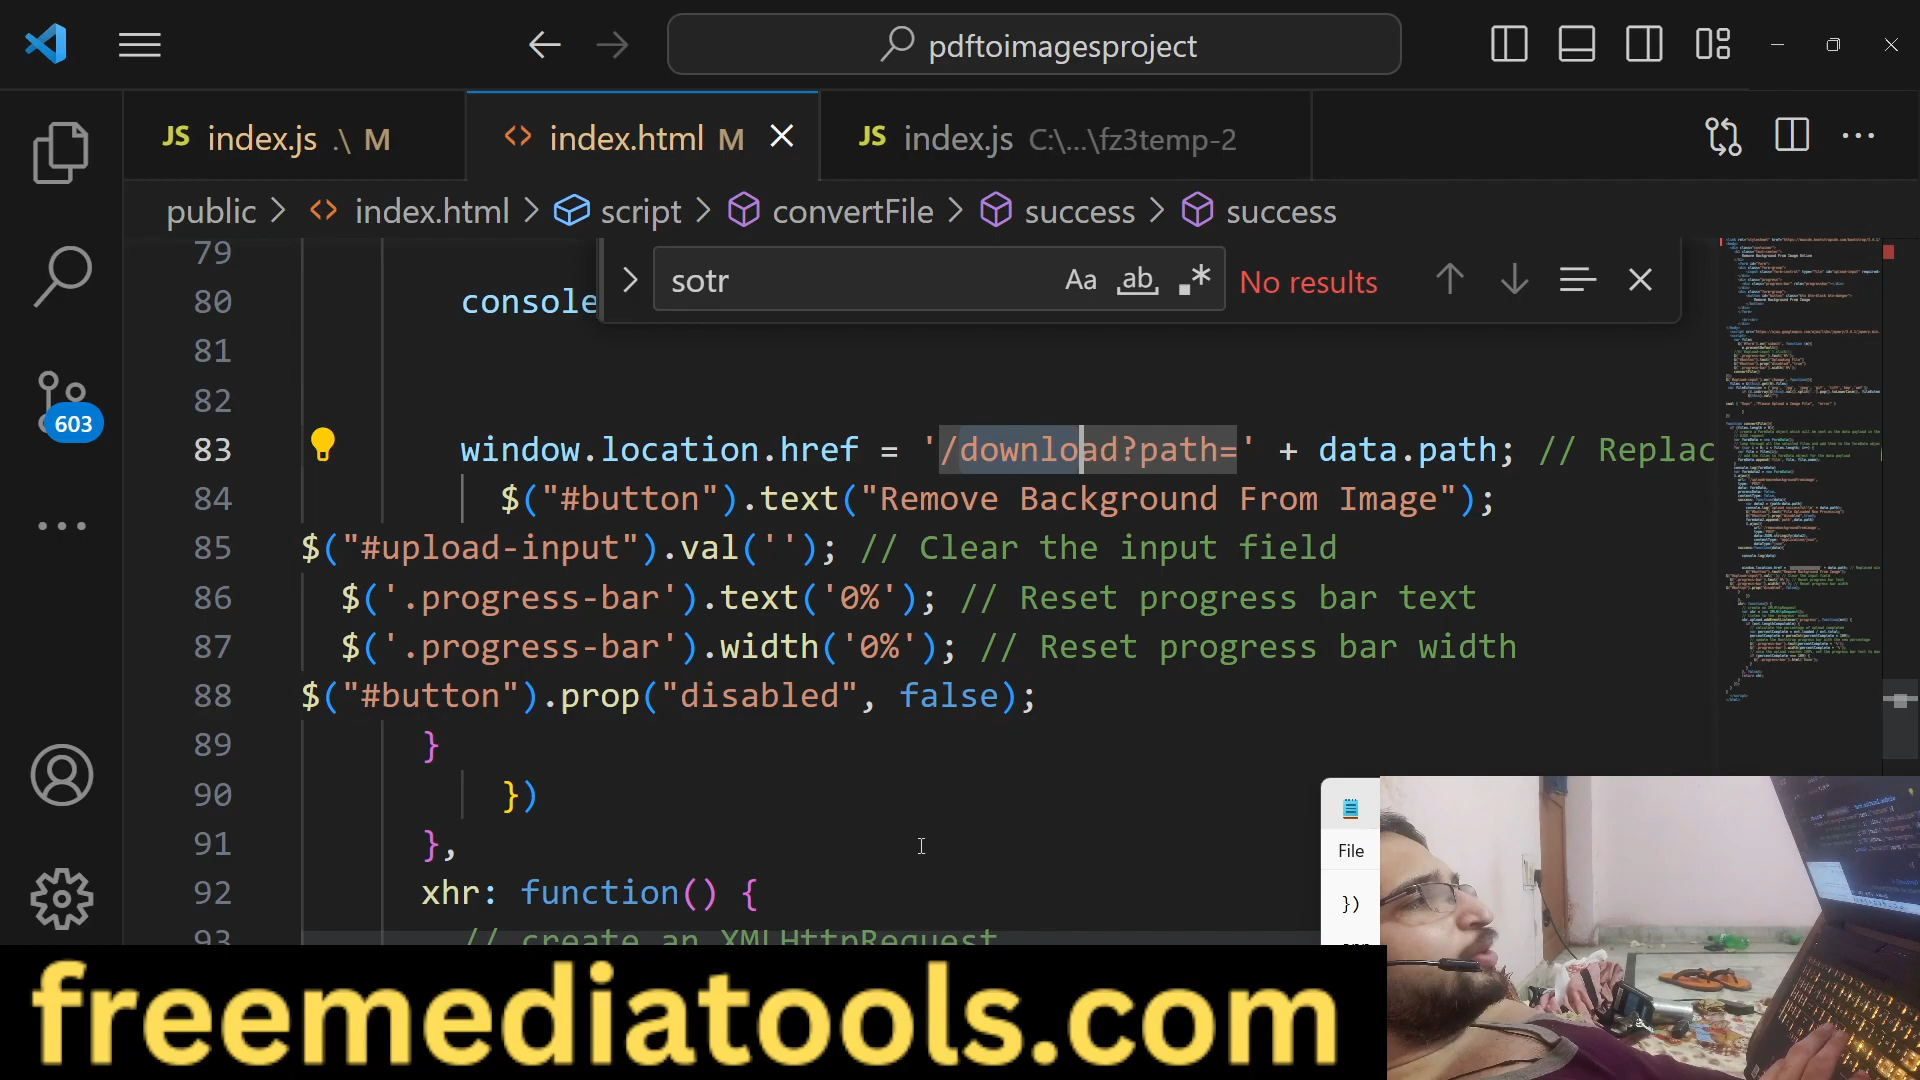 pdftoimagesproject
JS index.js .\ M
index.html M
JS index.js C:\...\fz3temp-2
public > index.html > script > convertFile > success > success
sotr
Aa ab .* No results
79
80 console
81
82
83 window.location.href = '/download?path=' + data.path; // Replac
84 $("#button").text("Remove Background From Image");
85 $("#upload-input").val(''); // Clear the input field
86 $('.progress-bar').text('0%'); // Reset progress bar text
87 $('.progress-bar').width('0%'); // Reset progress bar width
88 $("#button").prop("disabled", false);
89 }
90 })
91 },
92 xhr: function() {
93 // create an XMLHttpRequest
603
File
})
freemediatools.com